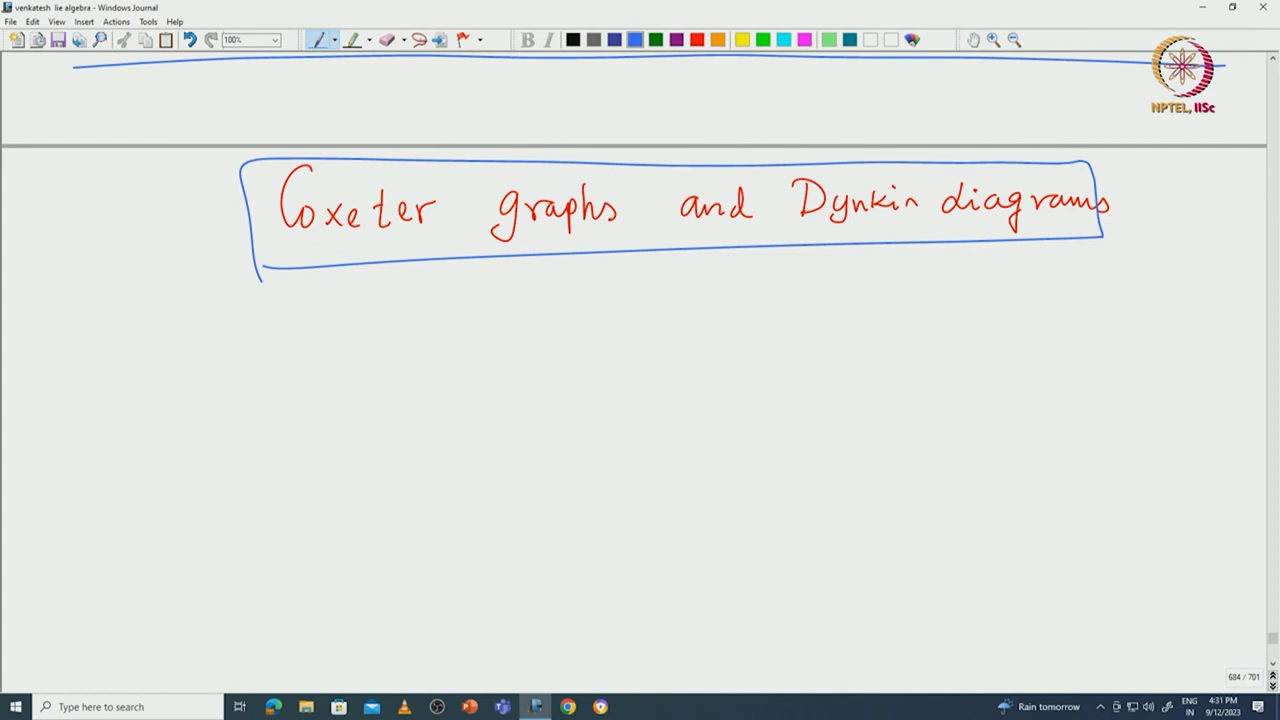 venkatesh lie algebra - Windows Journal
File Edit View Insert Actions Tools Help
100%
B I
NPTEL, IISc
Coxeter graphs and Dynkin diagrams
684 / 701
Type here to search
Rain tomorrow
ENG
IN
4:31 PM
9/12/2023